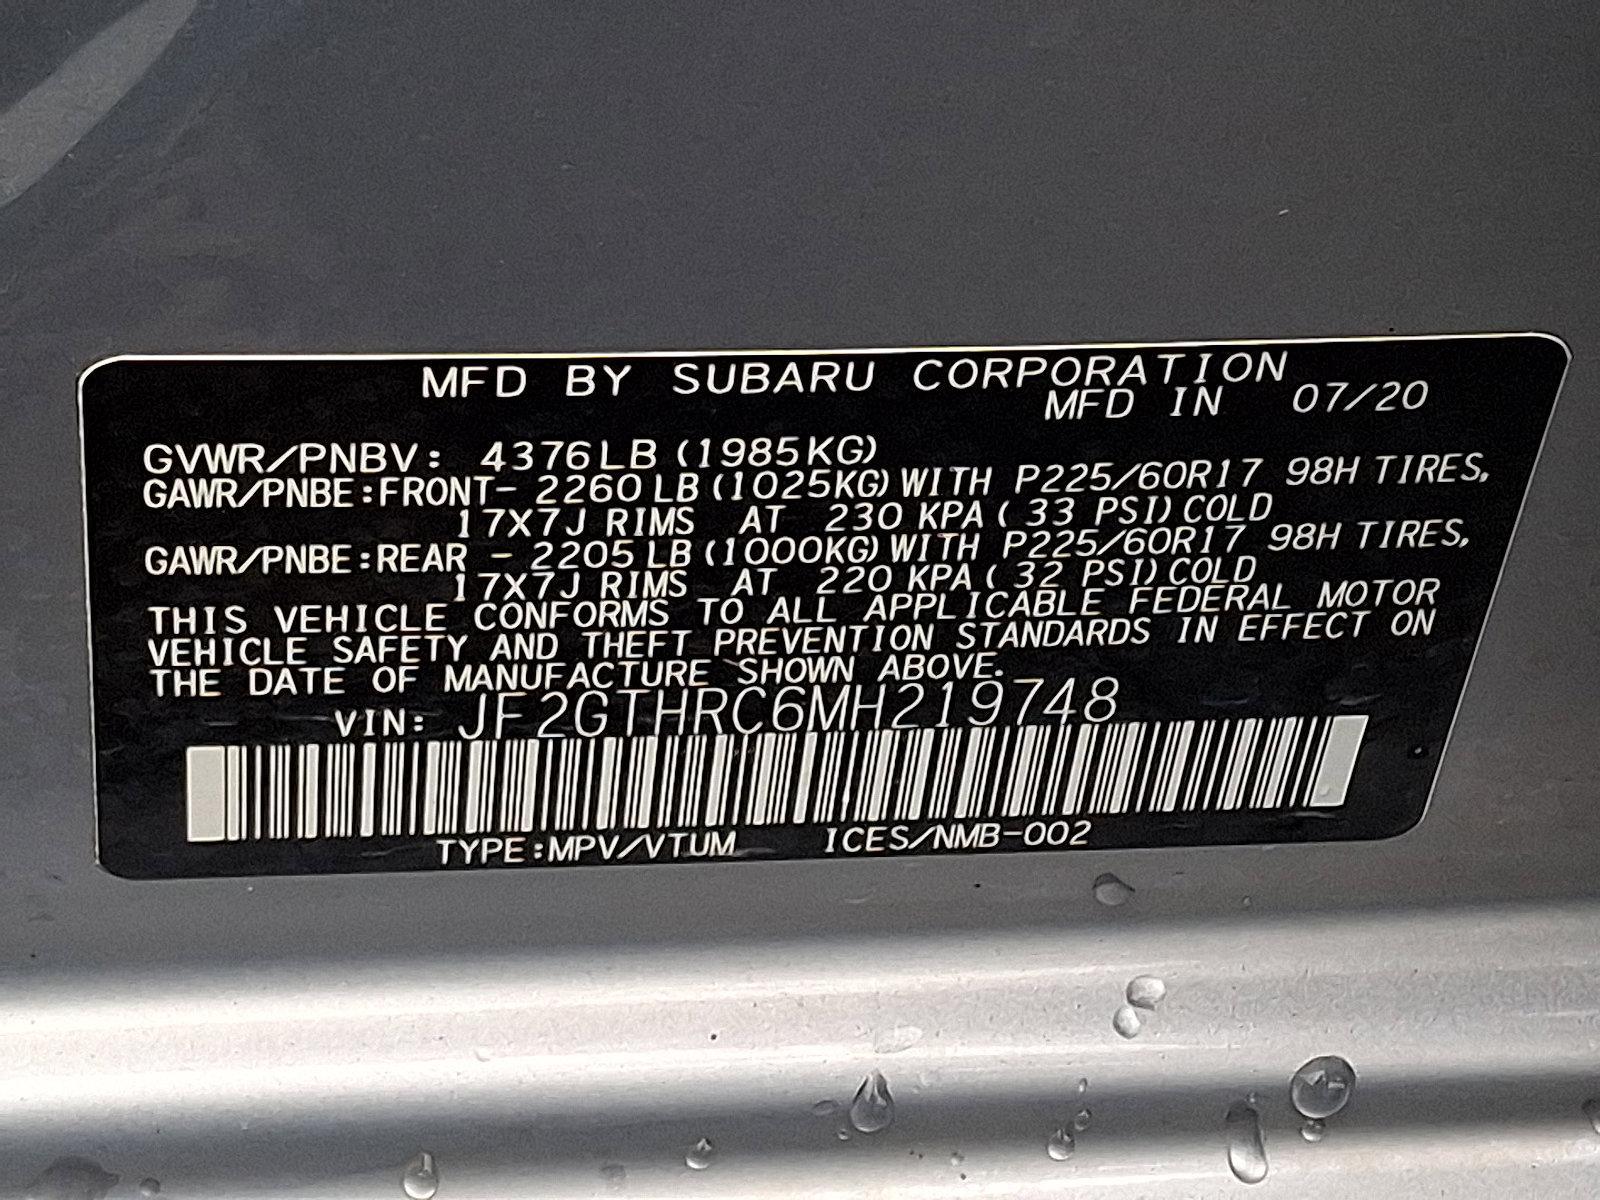 MFD BY SUBARU CORPORATION
MFD IN 07/20
GVWR/PNBV: 4376LB (1985KG)
GAWR/PNBE:FRONT- 2260 LB (1025KG) WITH P225/60R17 98H TIRES,
17X7J RIMS AT 230 KPA ( 33 PSI) COLD
GAWR/PNBE:REAR - 2205 LB (1000KG) WITH P225/60R17 98H TIRES,
17X7J RIMS AT 220 KPA ( 32 PSI) COLD
THIS VEHICLE CONFORMS TO ALL APPLICABLE FEDERAL MOTOR
VEHICLE SAFETY AND THEFT PREVENTION STANDARDS IN EFFECT ON
THE DATE OF MANUFACTURE SHOWN ABOVE.
VIN: JF2GTHRC6MH219748
TYPE:MPV/VTUM ICES/NMB-002